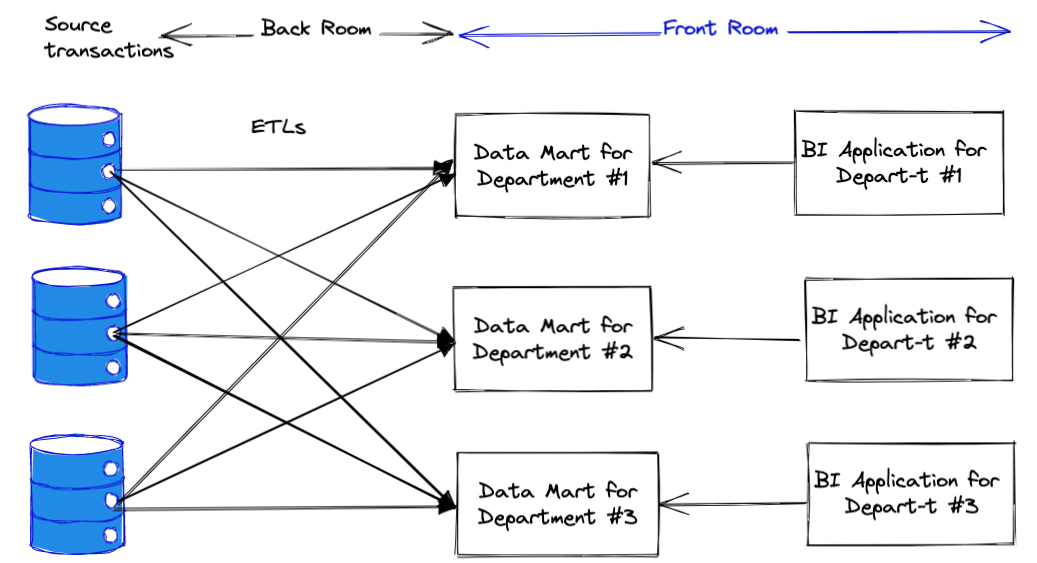 Source
transactions
Back Room
Front Room
ETLs
Data Mart for
Department #1
BI Application for
Depart-t #1
Data Mart for
Department #2
BI Application for
Depart-t #2
Data Mart for
Department #3
BI Application for
Depart-t #3